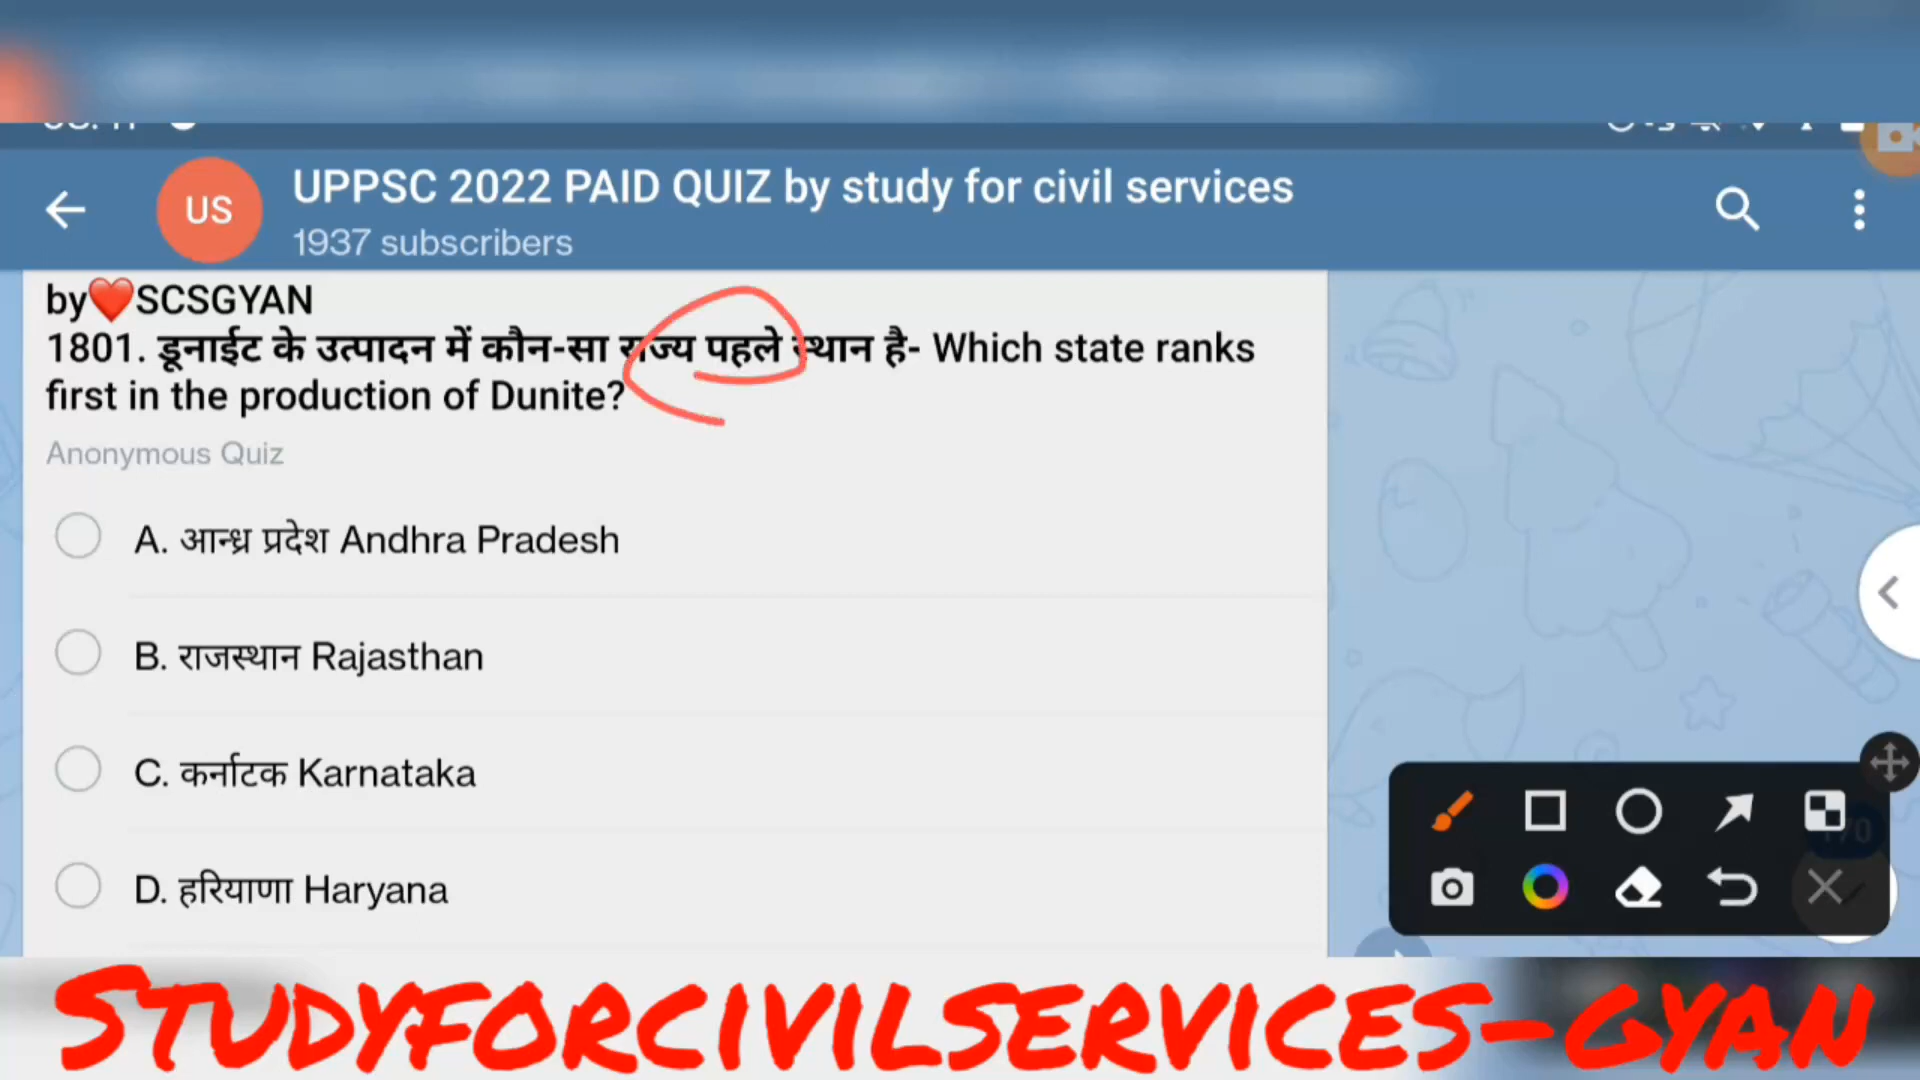 UPPSC 2022 PAID QUIZ by study for civil services
US
1937 subscribers
by❤️SCSGYAN
1801. डूनाईट के उत्पादन में कौन-सा राज्य पहले स्थान है- Which state ranks
first in the production of Dunite?
Anonymous Quiz
A. आन्ध्र प्रदेश Andhra Pradesh
B. राजस्थान Rajasthan
C. कर्नाटक Karnataka
D. हरियाणा Haryana
STUDYFORCIVILSERVICES-GYAN